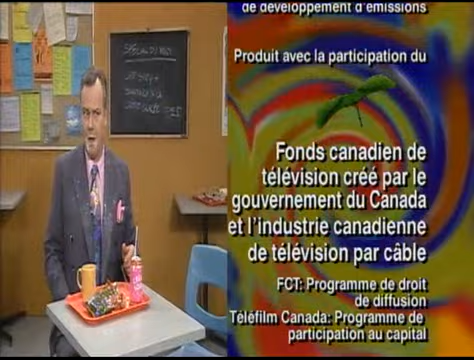 de développement d'émissions
Produit avec la participation du
Fonds canadien de
télévision créé par le
gouvernement du Canada
et l'industrie canadienne
de télévision par câble
FCT: Programme de droit
de diffusion
Téléfilm Canada: Programme de
participation au capital